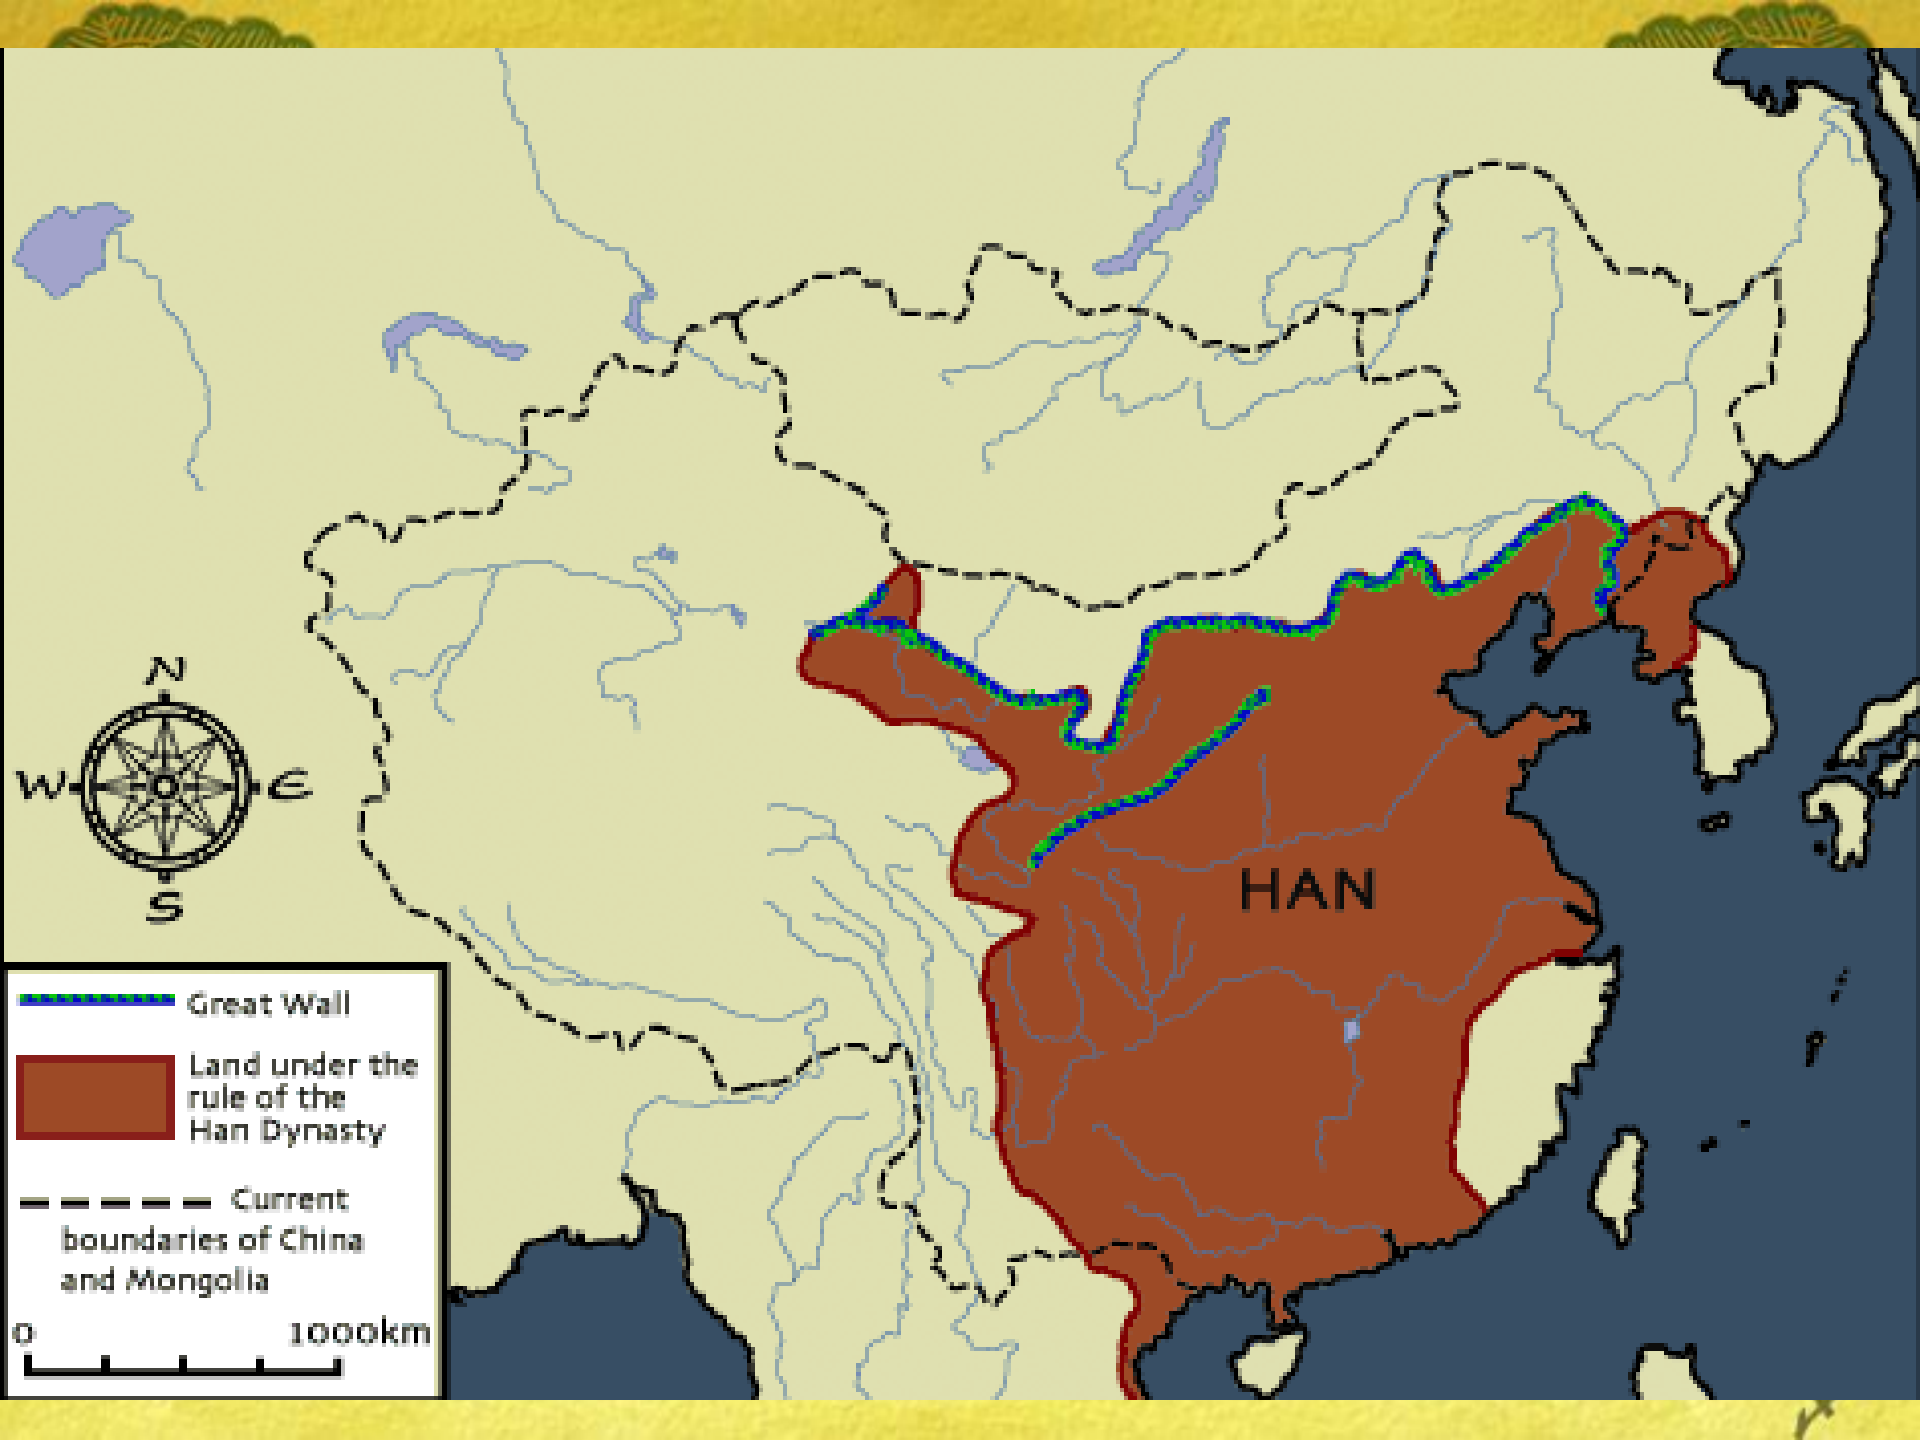 N
W E
S
HAN
Great Wall
Land under the
rule of the
Han Dynasty
Current
boundaries of China
and Mongolia
0 1000km